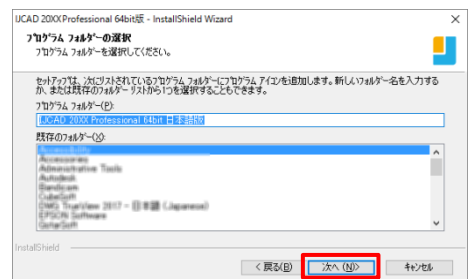 IJCAD 20XX Professional 64bit版 - InstallShield Wizard
プログラム フォルダーの選択
プログラム フォルダーを選択してください。
セットアップは、次にリストされているプログラム フォルダーにプログラム アイコンを追加します。新しいフォルダー名を入力するか、または既存のフォルダー リストから1つを選択することもできます。
プログラム フォルダー(P):
IJCAD 20XX Professional 64bit 日本語版
既存のフォルダー(X):
Accessibility
Accessories
Administrative Tools
Autodesk
Bandicam
CubeSoft
DWG TrueView 2017 - 日本語 (Japanese)
EPSON Software
InstallShield
< 戻る(B)
次へ (N)>
キャンセル